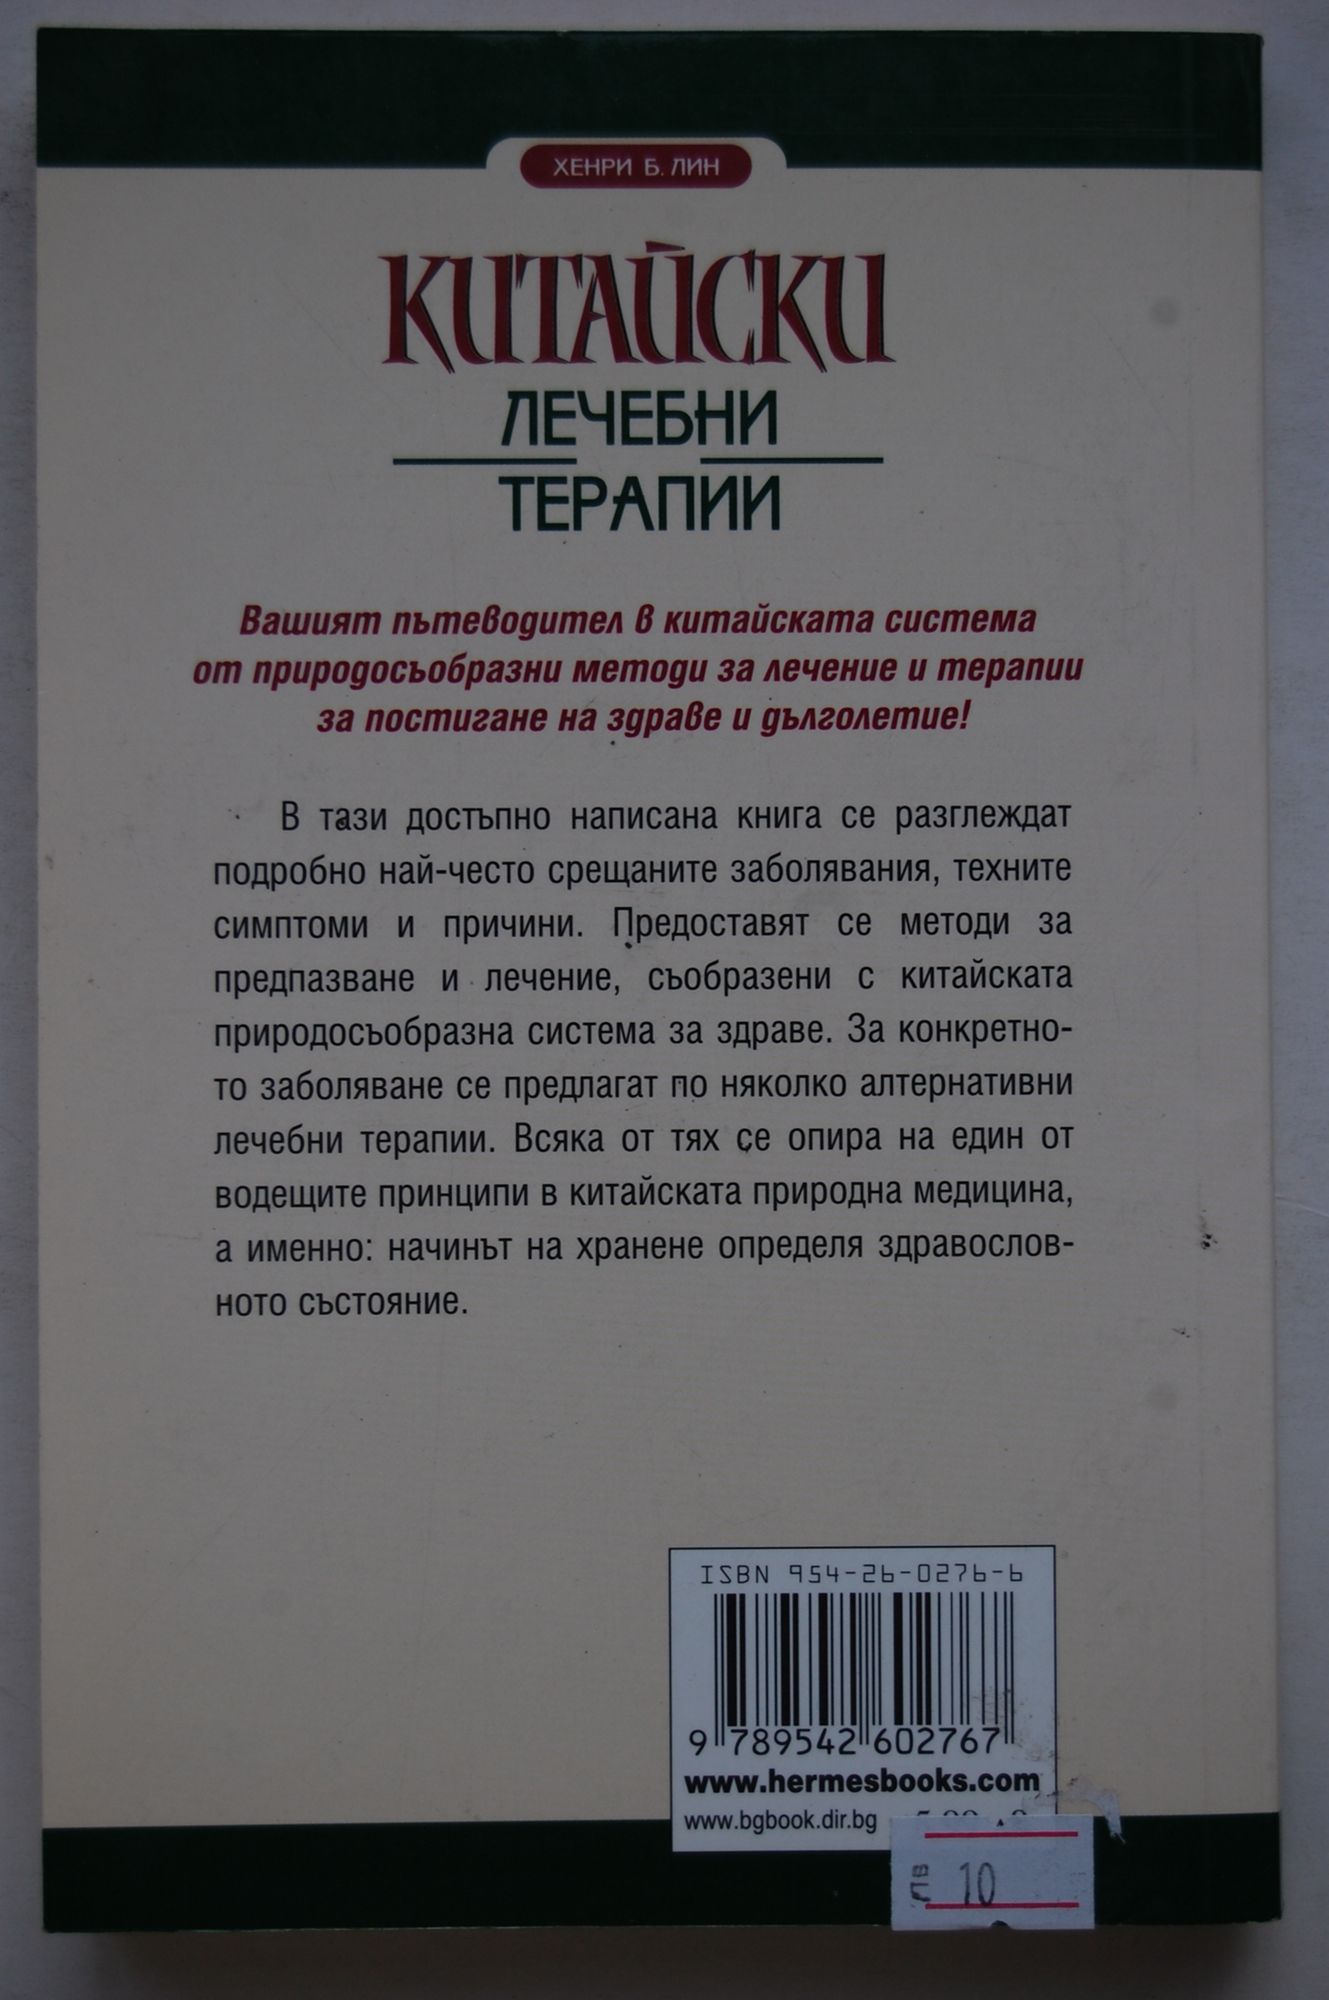 ХЕНРИ Б. ЛИН
КИТАЙСКИ
ЛЕЧЕБНИ
ТЕРАПИИ
Вашият пътеводител в китайската система
от природосъобразни методи за лечение и терапии
за постигане на здраве и дълголетие!
В тази достъпно написана книга се разглеждат
подробно най-често срещаните заболявания, техните
симптоми и причини. Предоставят се методи за
предпазване и лечение, съобразени с китайската
природосъобразна система за здраве. За конкретно-
то заболяване се предлагат по няколко алтернативни
лечебни терапии. Всяка от тях се опира на един от
водещите принципи в китайската природна медицина,
а именно: начинът на хранене определя здравослов-
ното състояние.
ISBN 954-26-0276-6
9 789542 602767
www.hermesbooks.com
www.bgbook.dir.bg
лв 10